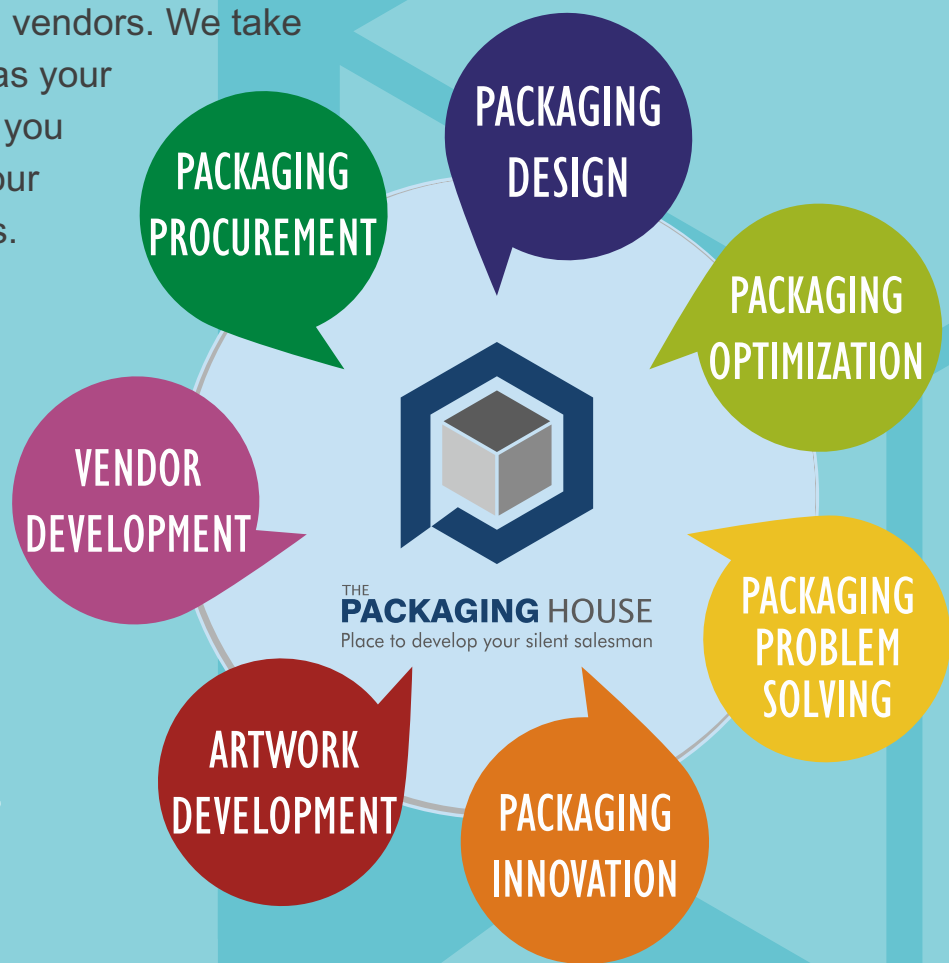 vendors. We take
as your
you
our
s.
PACKAGING
DESIGN
PACKAGING
PROCUREMENT
PACKAGING
OPTIMIZATION
VENDOR
DEVELOPMENT
THE
PACKAGING HOUSE
Place to develop your silent salesman
PACKAGING
PROBLEM
SOLVING
ARTWORK
DEVELOPMENT
PACKAGING
INNOVATION